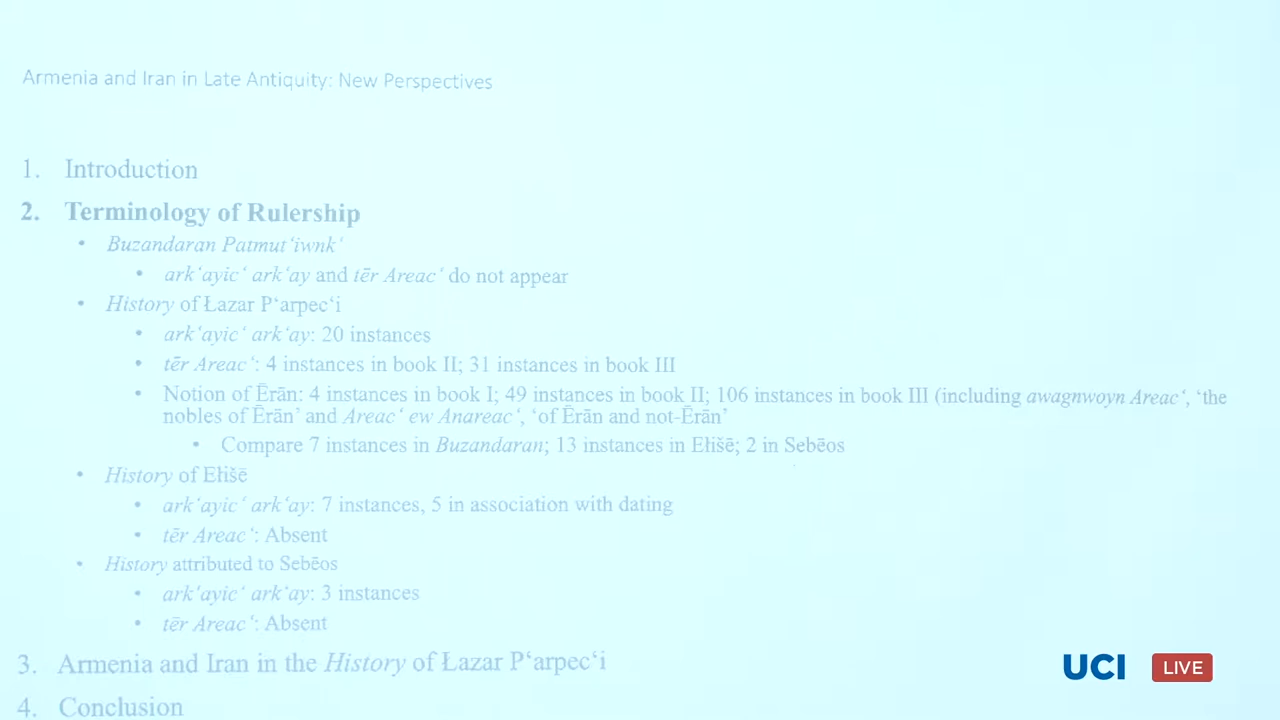 Armenia and Iran in Late Antiquity: New Perspectives
1. Introduction
2. Terminology of Rulership
• Buzandaran Patmut‘iwnk‘
• ark‘ayic‘ ark‘ay and tēr Areac‘ do not appear
• History of Łazar P‘arpec‘i
• ark‘ayic‘ ark‘ay: 20 instances
• tēr Areac‘: 4 instances in book II; 31 instances in book III
• Notion of Ērān: 4 instances in book I; 49 instances in book II; 106 instances in book III (including awagnwoyn Areac‘, ‘the
nobles of Ērān’ and Areac‘ ew Anareac‘, ‘of Ērān and not-Ērān’
• Compare 7 instances in Buzandaran; 13 instances in Ełišē; 2 in Sebēos
• History of Ełišē
• ark‘ayic‘ ark‘ay: 7 instances, 5 in association with dating
• tēr Areac‘: Absent
• History attributed to Sebēos
• ark‘ayic‘ ark‘ay: 3 instances
• tēr Areac‘: Absent
3. Armenia and Iran in the History of Łazar P‘arpec‘i
4. Conclusion
UCI LIVE